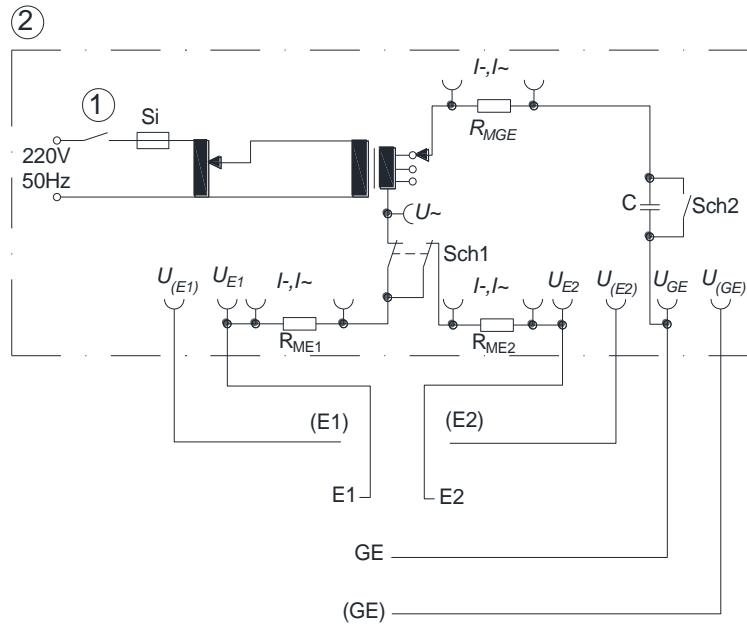 2
1
Si
I-,I~
R_MGE
220V
50Hz
C
Sch2
U~
Sch1
U_(E1)
U_E1
I-,I~
I-,I~
U_E2
U_(E2)
U_GE
U_(GE)
R_ME1
R_ME2
(E1)
(E2)
E1
E2
GE
(GE)